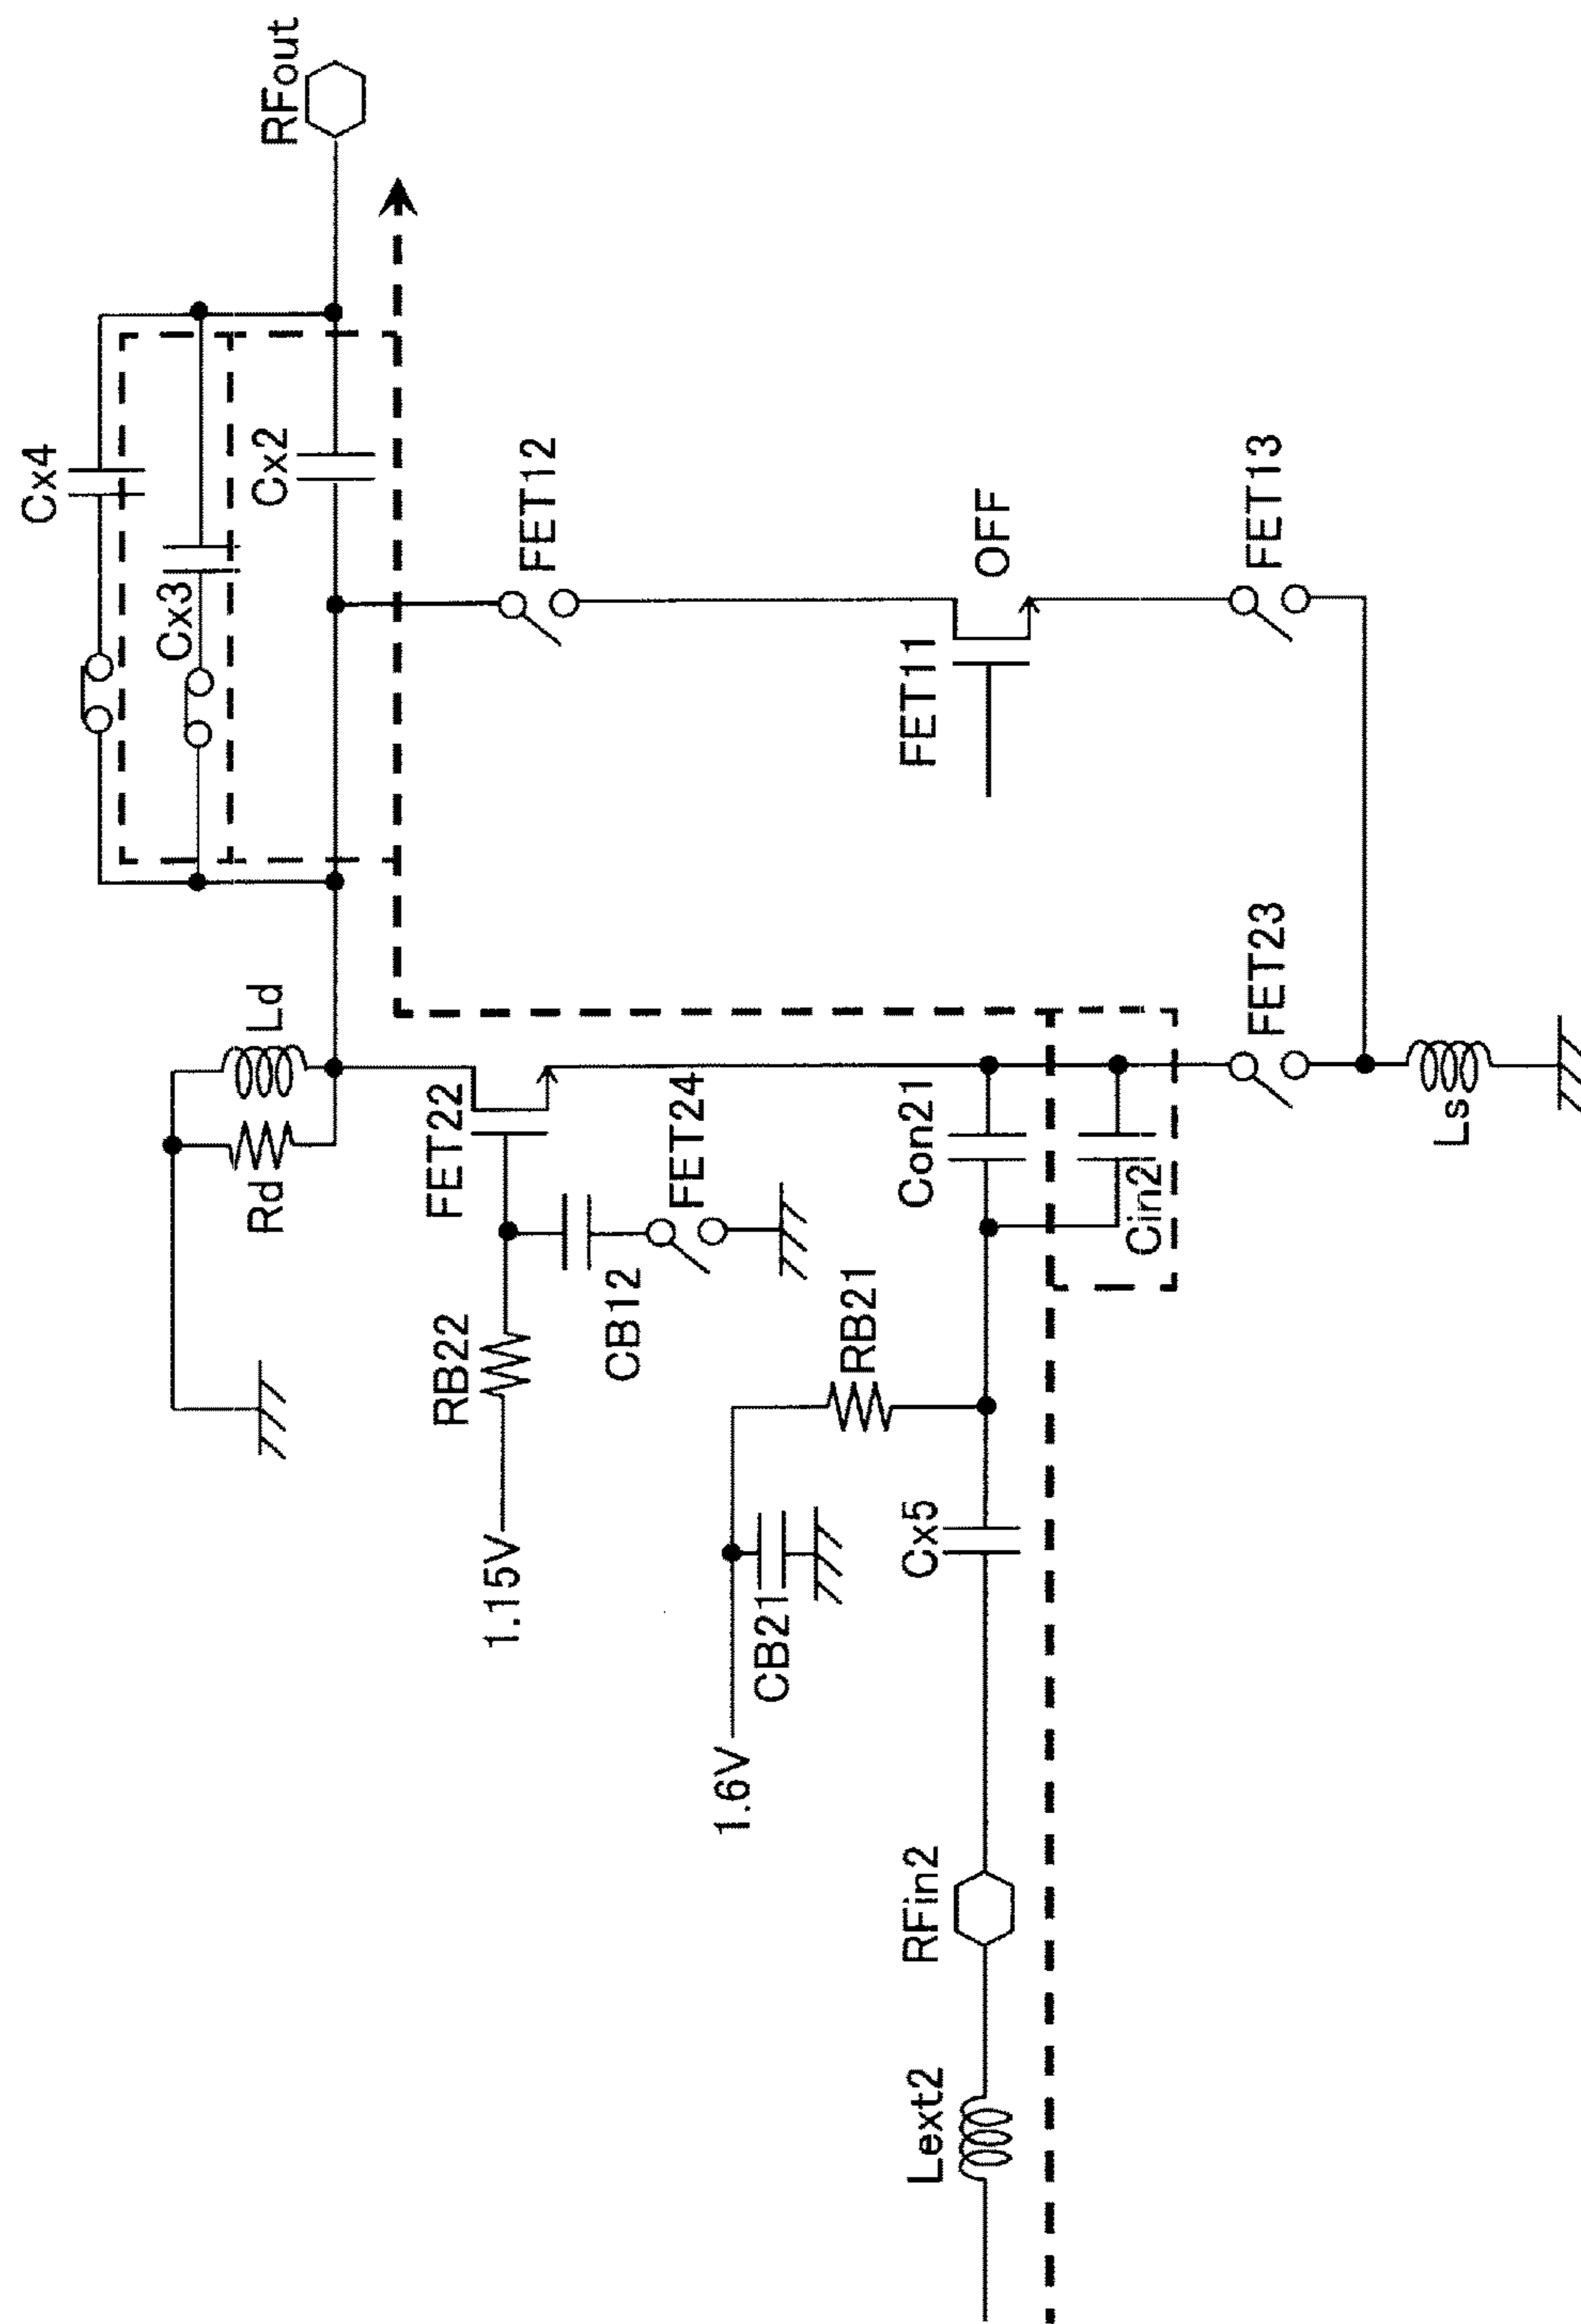 RFout
Cx4
Cx3
Cx2
FET12
OFF
FET13
FET11
Ld
Rd
FET22
FET24
FET23
Con21
Cin2
Ls
RB22
CB12
RB21
1.15V
CB21
Cx5
1.6V
RFin2
Lext2